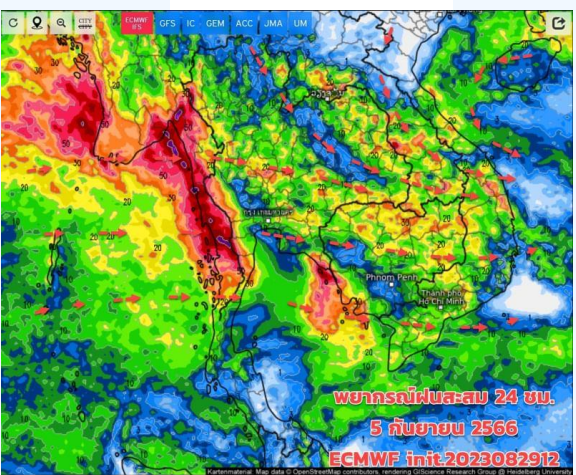 CITY
CITY
ECMWF
IFS
GFS
IC
GEM
ACC
JMA
UM
Phnom Penh
Thành phố
Hồ Chí Minh
พยากรณ์ฝนสะสม 24 ชม.
5 กันยายน 2566
ECMWF init.2023082912
Kartenmaterial: Map data © OpenStreetMap contributors, rendering GIScience Research Group @ Heidelberg University